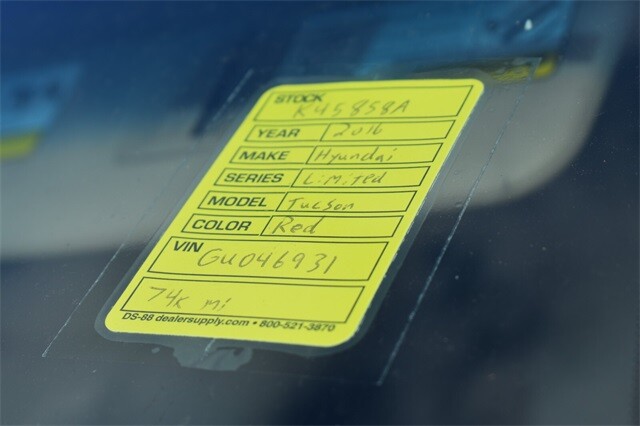 STOCK
K45858A
YEAR 2016
MAKE Hyundai
SERIES Limited
MODEL Tucson
COLOR Red
VIN
GU046931
74k mi
DS-88 dealersupply.com • 800-521-3870